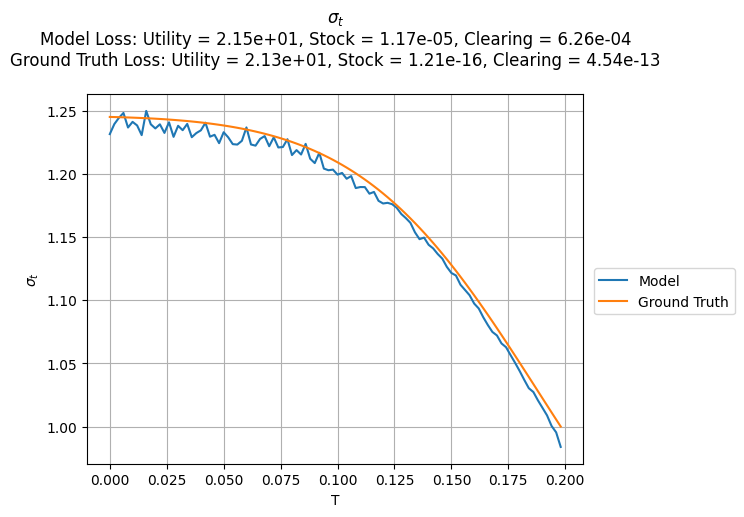 σt
Model Loss: Utility = 2.15e+01, Stock = 1.17e-05, Clearing = 6.26e-04
Ground Truth Loss: Utility = 2.13e+01, Stock = 1.21e-16, Clearing = 4.54e-13
1.25
1.20
1.15
1.10
1.05
1.00
σt
0.000 0.025 0.050 0.075 0.100 0.125 0.150 0.175 0.200
T
Model
Ground Truth